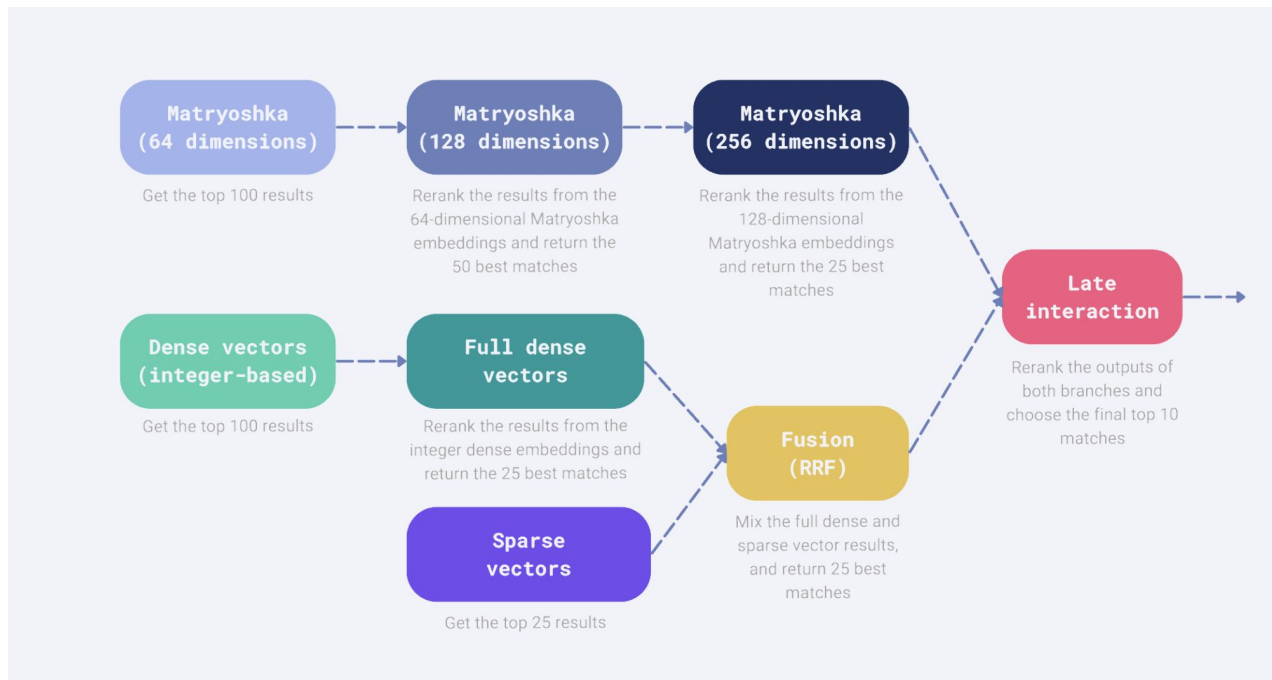 Matryoshka
(64 dimensions)
Get the top 100 results
Matryoshka
(128 dimensions)
Rerank the results from the
64-dimensional Matryoshka
embeddings and return the
50 best matches
Matryoshka
(256 dimensions)
Rerank the results from the
128-dimensional
Matryoshka embeddings
and return the 25 best
matches
Late
interaction
Rerank the outputs of
both branches and
choose the final top 10
matches
Dense vectors
(integer-based)
Get the top 100 results
Full dense
vectors
Rerank the results from the
integer dense embeddings and
return the 25 best matches
Fusion
(RRF)
Mix the full dense and
sparse vector results,
and return 25 best
matches
Sparse
vectors
Get the top 25 results